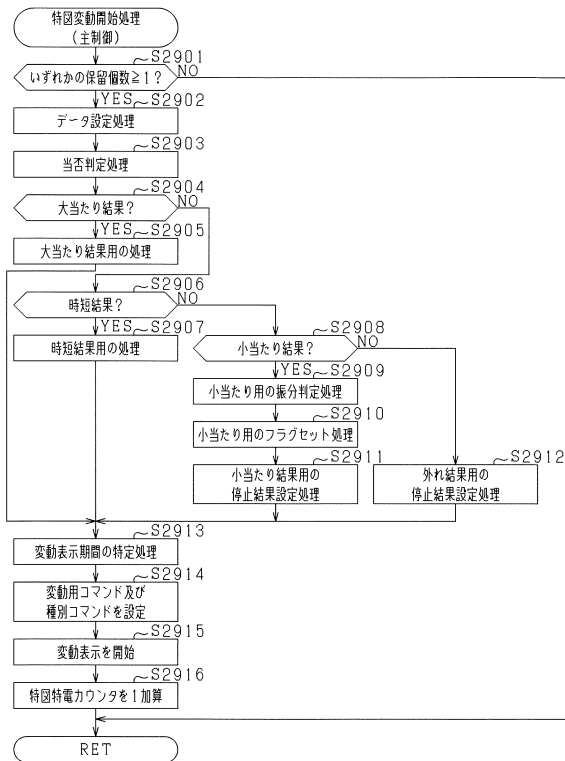 特図変動開始処理
(主制御)
S2901
いずれかの保留個数≧1?
NO
YES
S2902
データ設定処理
S2903
当否判定処理
S2904
大当たり結果?
NO
YES
S2905
大当たり結果用の処理
S2906
時短結果?
NO
YES
S2907
時短結果用の処理
S2908
小当たり結果?
NO
YES
S2909
小当たり用の振分判定処理
S2910
小当たり用のフラグセット処理
S2911
小当たり結果用の
停止結果設定処理
S2912
外れ結果用の
停止結果設定処理
S2913
変動表示期間の特定処理
S2914
変動用コマンド及び
種別コマンドを設定
S2915
変動表示を開始
S2916
特図特電カウンタを1加算
RET